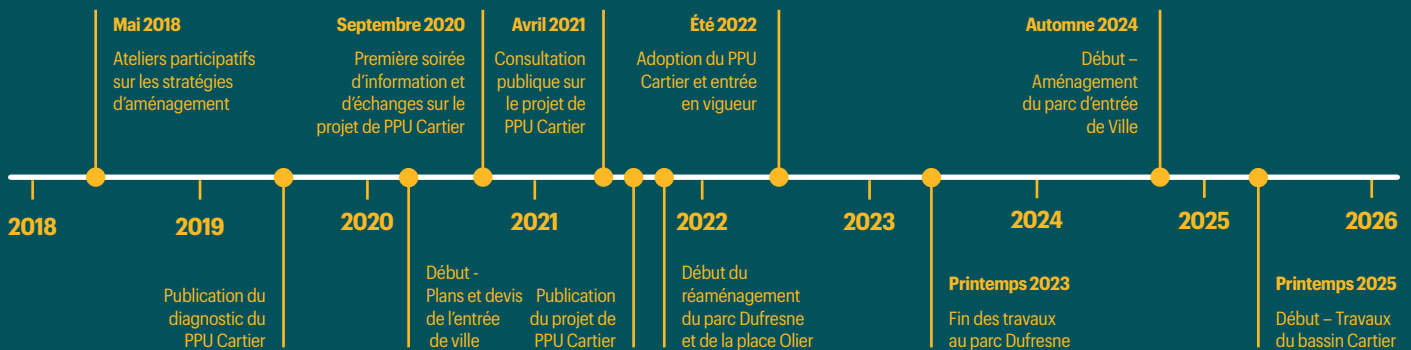 Mai 2018
Ateliers participatifs
sur les stratégies
d'aménagement
Septembre 2020
Première soirée
d'information et
d'échanges sur le
projet de PPU Cartier
Avril 2021
Consultation
publique sur
le projet de
PPU Cartier
Été 2022
Adoption du PPU
Cartier et entrée
en vigueur
Automne 2024
Début –
Aménagement
du parc d'entrée
de Ville
2018
2019
2020
2021
2022
2023
2024
2025
2026
Publication du
diagnostic du
PPU Cartier
Début -
Plans et devis
de l'entrée
de ville
Publication
du projet de
PPU Cartier
Début du
réaménagement
du parc Dufresne
et de la place Olier
Printemps 2023
Fin des travaux
au parc Dufresne
Printemps 2025
Début – Travaux
du bassin Cartier